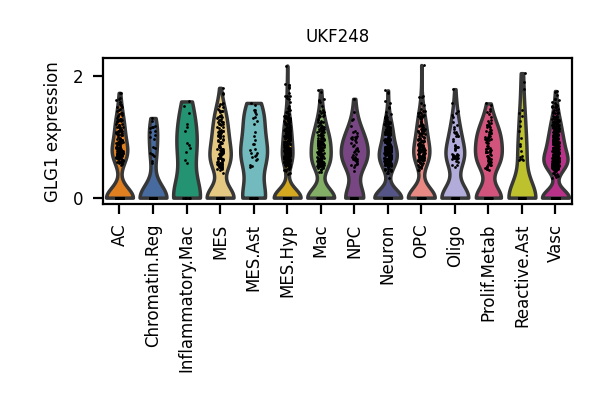 UKF248
GLG1 expression
2
0
AC
Chromatin.Reg
Inflammatory.Mac
MES
MES.Ast
MES.Hyp
Mac
NPC
Neuron
OPC
Oligo
Prolif.Metab
Reactive.Ast
Vasc